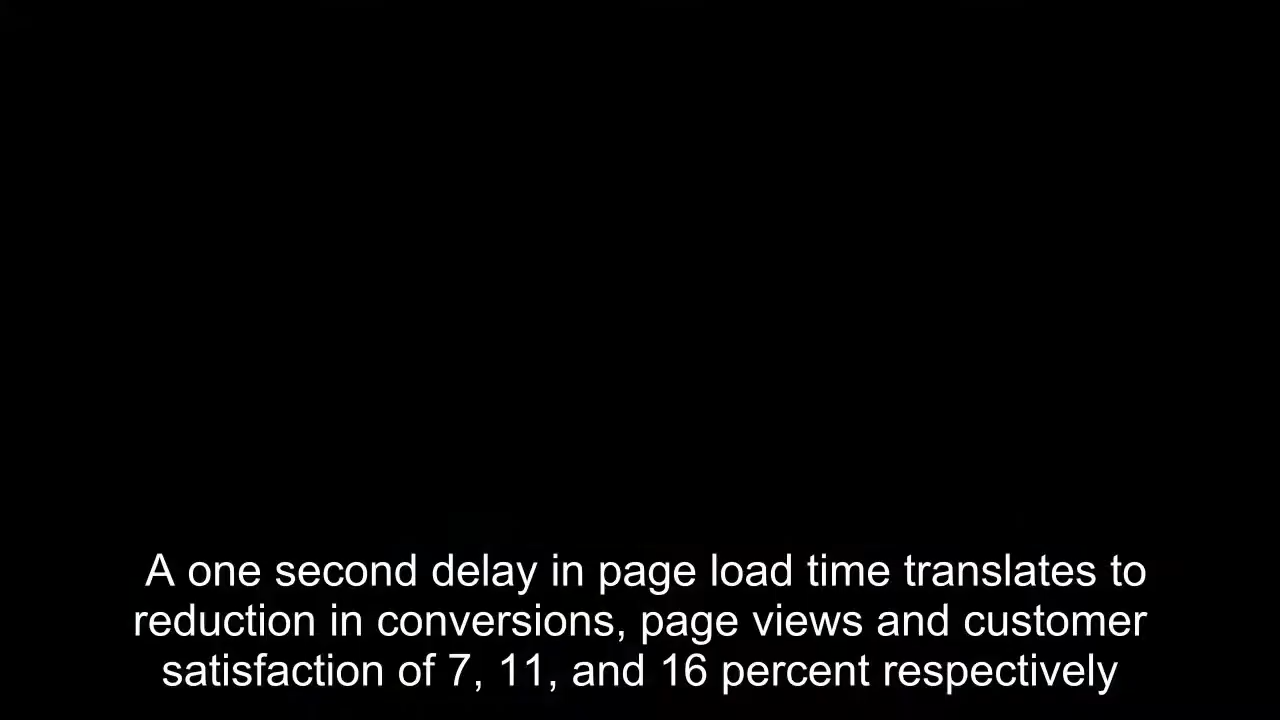 A one second delay in page load time translates to
reduction in conversions, page views and customer
satisfaction of 7, 11, and 16 percent respectively